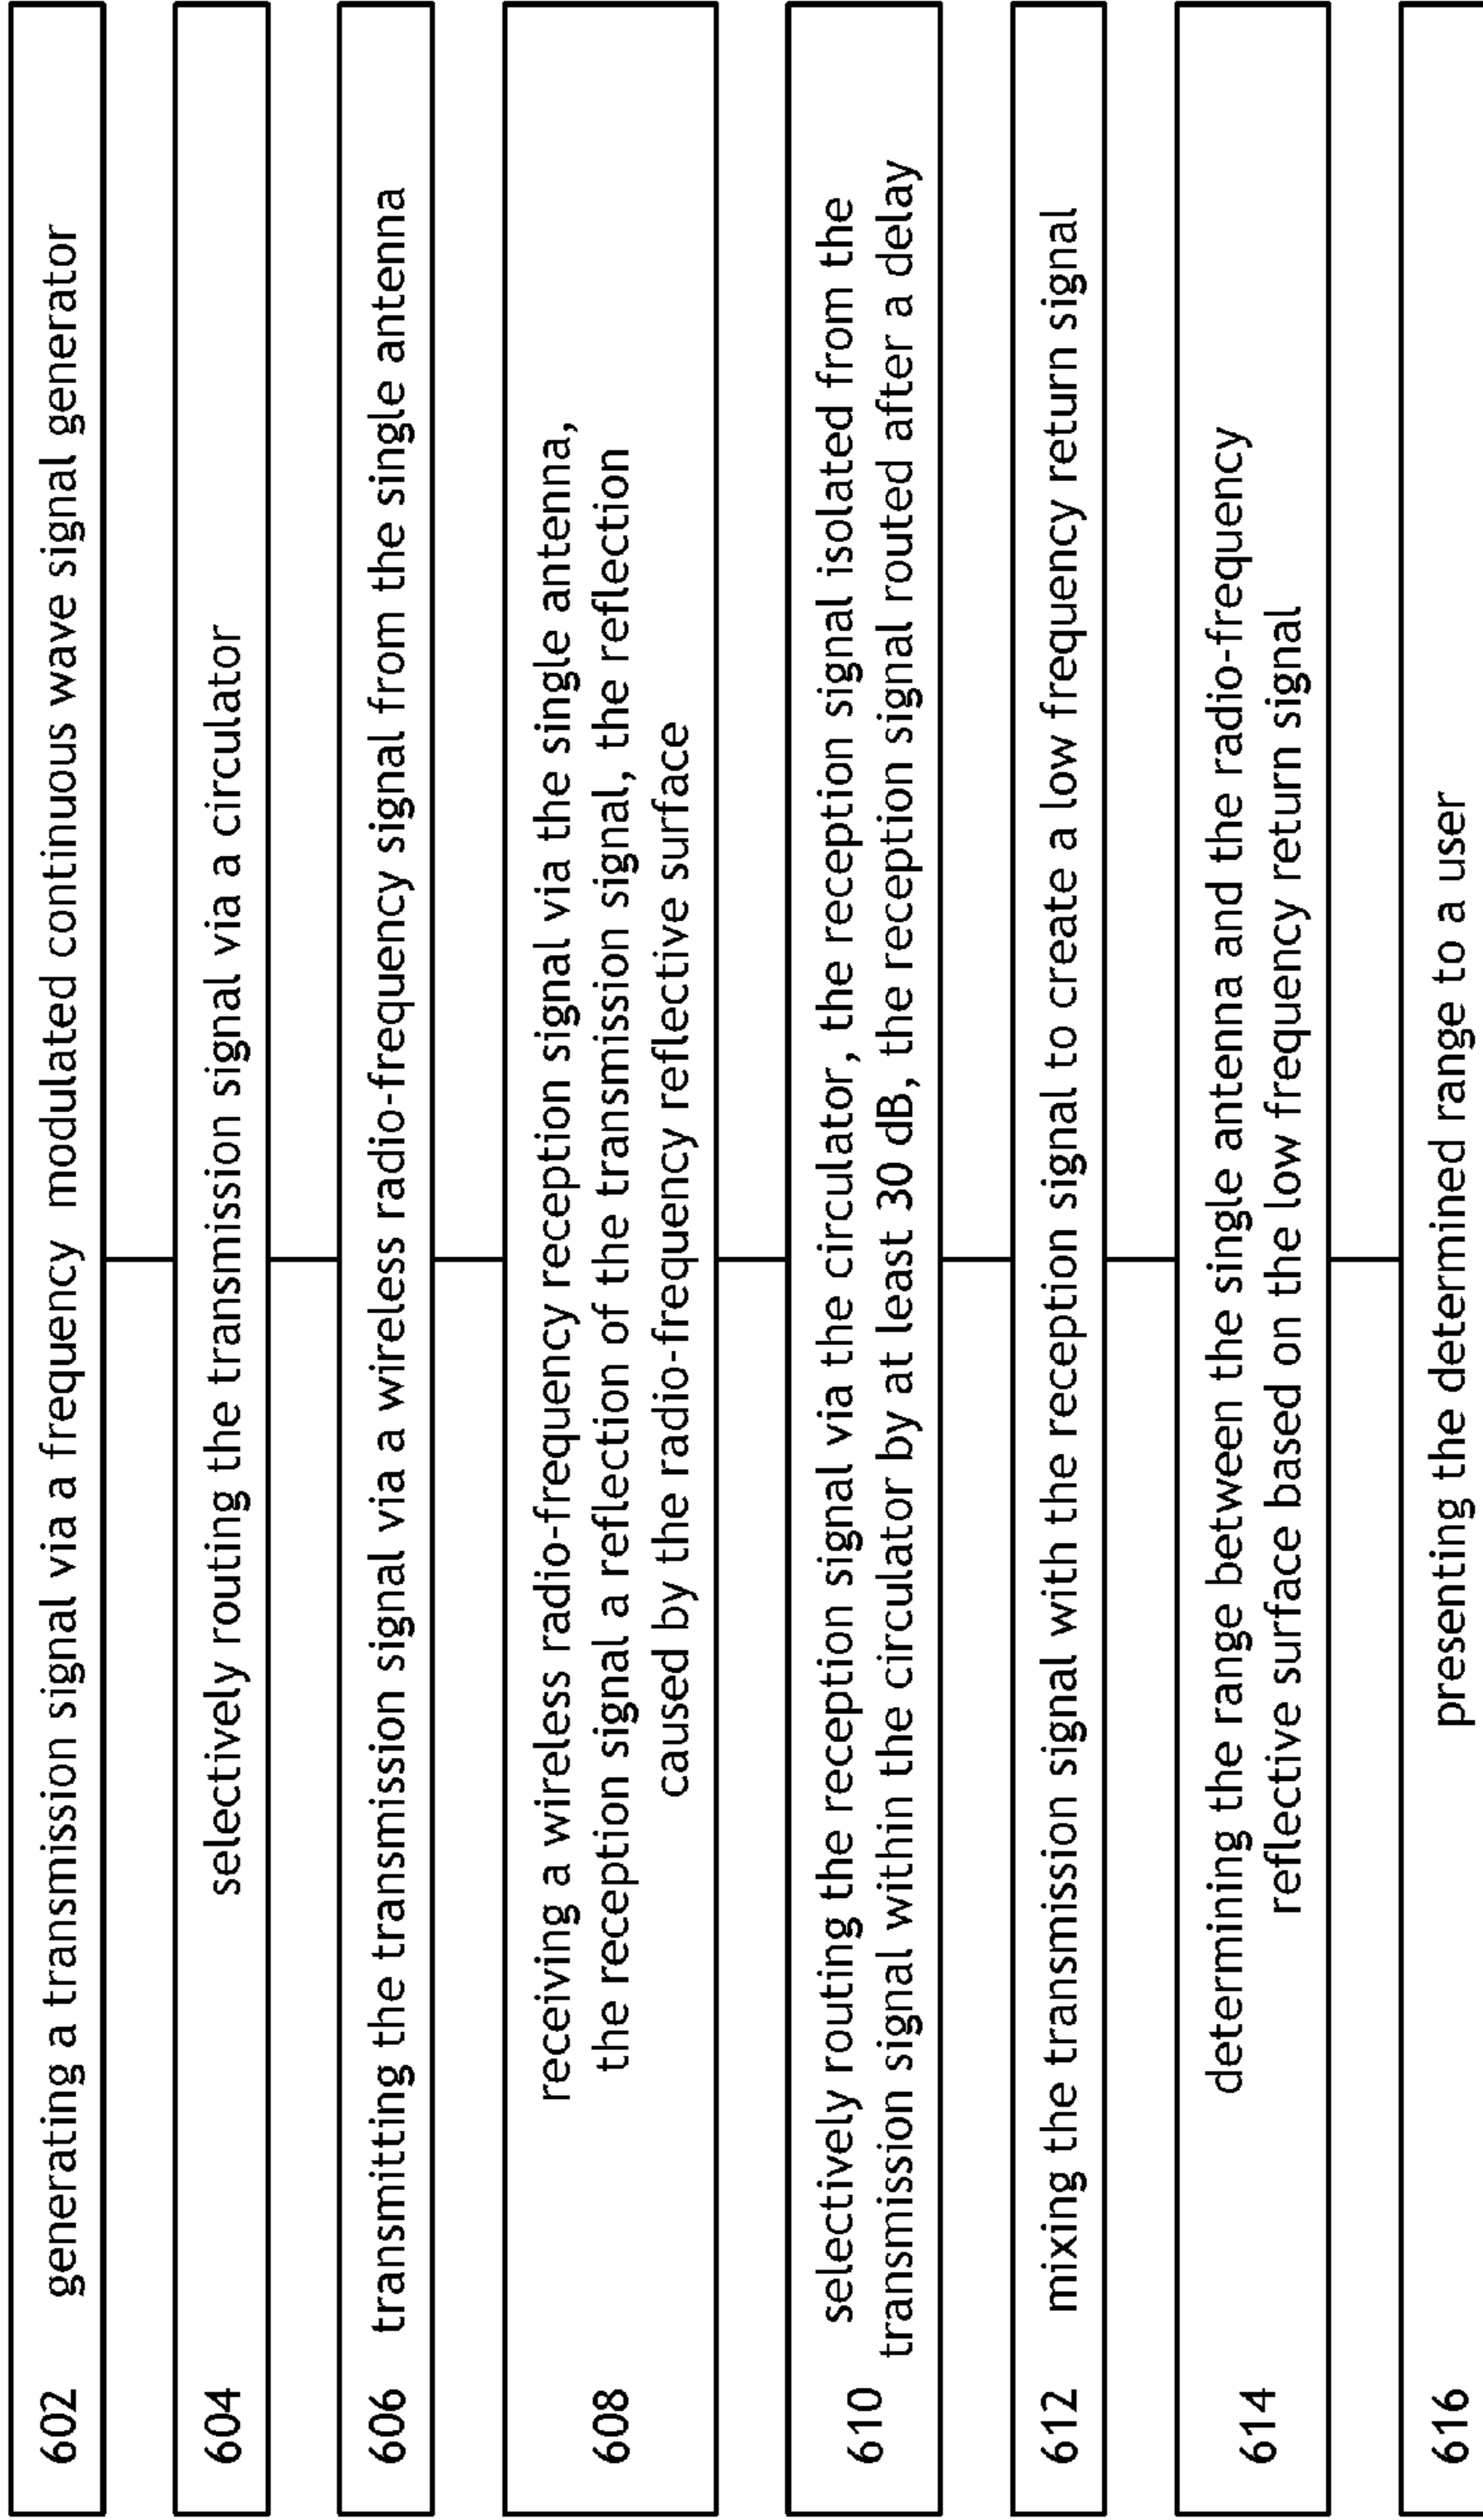 602 generating a transmission signal via a frequency modulated continuous wave signal generator
604 selectively routing the transmission signal via a circulator
606 transmitting the transmission signal via a wireless radio-frequency signal from the single antenna
608 receiving a wireless radio-frequency reception signal via the single antenna,
the reception signal a reflection of the transmission signal, the reflection
caused by the radio-frequency reflective surface
610 selectively routing the reception signal via the circulator, the reception signal isolated from the
transmission signal within the circulator by at least 30 dB, the reception signal routed after a delay
612 mixing the transmission signal with the reception signal to create a low frequency return signal
614 determining the range between the single antenna and the radio-frequency
reflective surface based on the low frequency return signal
616 presenting the determined range to a user